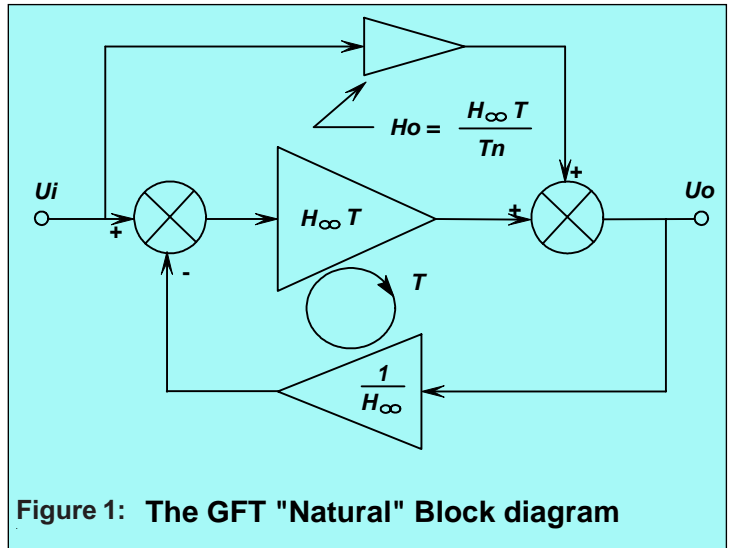 Ho = H∞ T / Tn
Ui
Uo
+
+
+
-
H∞ T
T
1 / H∞
Figure 1: The GFT "Natural" Block diagram